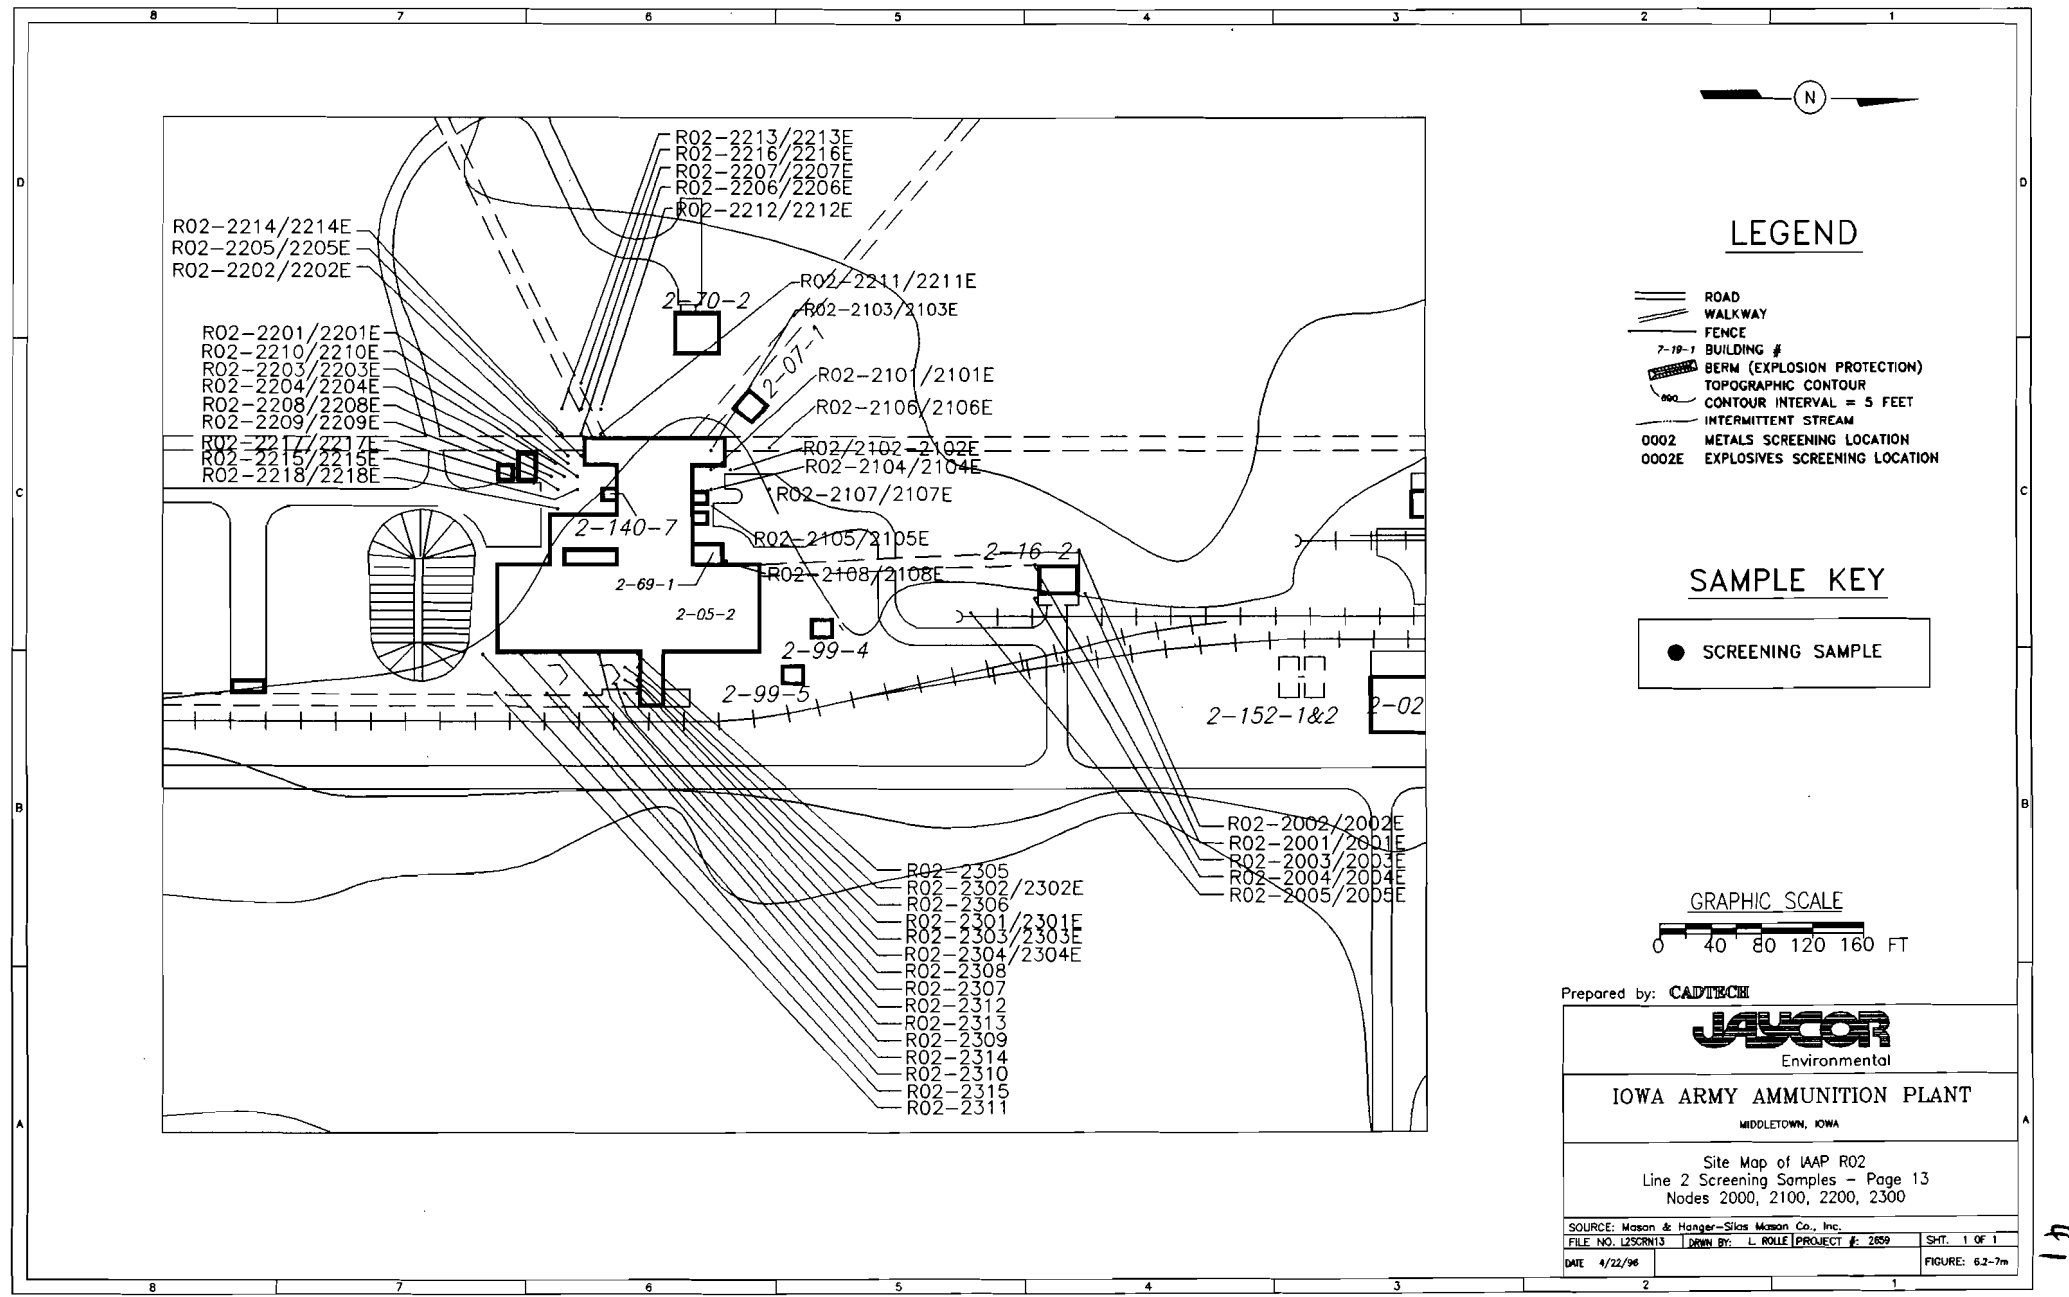 8 7 6 5 4 3 2 1
D
D
C
C
B
B
A
A
N
R02-2213/2213E
R02-2216/2216E
R02-2207/2207E
R02-2206/2206E
R02-2212/2212E
R02-2214/2214E
R02-2205/2205E
R02-2202/2202E
R02-2211/2211E
2-70-2
R02-2103/2103E
R02-2201/2201E
R02-2210/2210E
R02-2203/2203E
R02-2204/2204E
R02-2208/2208E
R02-2209/2209E
R02-2217/2217E
R02-2215/2215E
R02-2218/2218E
2-07-1
R02-2101/2101E
R02-2106/2106E
R02/2102-2102E
R02-2104/2104E
R02-2107/2107E
2-140-7
R02-2105/2105E
2-16-2
R02-2108/2108E
2-69-1
2-05-2
2-99-4
2-99-5
2-152-1&2
2-02
R02-2002/2002E
R02-2001/2001E
R02-2003/2003E
R02-2004/2004E
R02-2005/2005E
R02-2305
R02-2302/2302E
R02-2306
R02-2301/2301E
R02-2303/2303E
R02-2304/2304E
R02-2308
R02-2307
R02-2312
R02-2313
R02-2309
R02-2314
R02-2310
R02-2315
R02-2311
LEGEND
ROAD
WALKWAY
FENCE
7-19-1 BUILDING #
BERM (EXPLOSION PROTECTION)
TOPOGRAPHIC CONTOUR
690 CONTOUR INTERVAL = 5 FEET
INTERMITTENT STREAM
0002 METALS SCREENING LOCATION
0002E EXPLOSIVES SCREENING LOCATION
SAMPLE KEY
SCREENING SAMPLE
GRAPHIC SCALE
0 40 80 120 160 FT
Prepared by: CADTECH
JAYCOR
Environmental
IOWA ARMY AMMUNITION PLANT
MIDDLETOWN, IOWA
Site Map of IAAP R02
Line 2 Screening Samples - Page 13
Nodes 2000, 2100, 2200, 2300
SOURCE: Mason & Hanger-Silas Mason Co., Inc.
FILE NO. L2SCRN13 DRWN BY: L. ROLLE PROJECT #: 2659 SHT. 1 OF 1
DATE 4/22/96 FIGURE: 6.2-7m
8 7 6 5 4 3 2 1